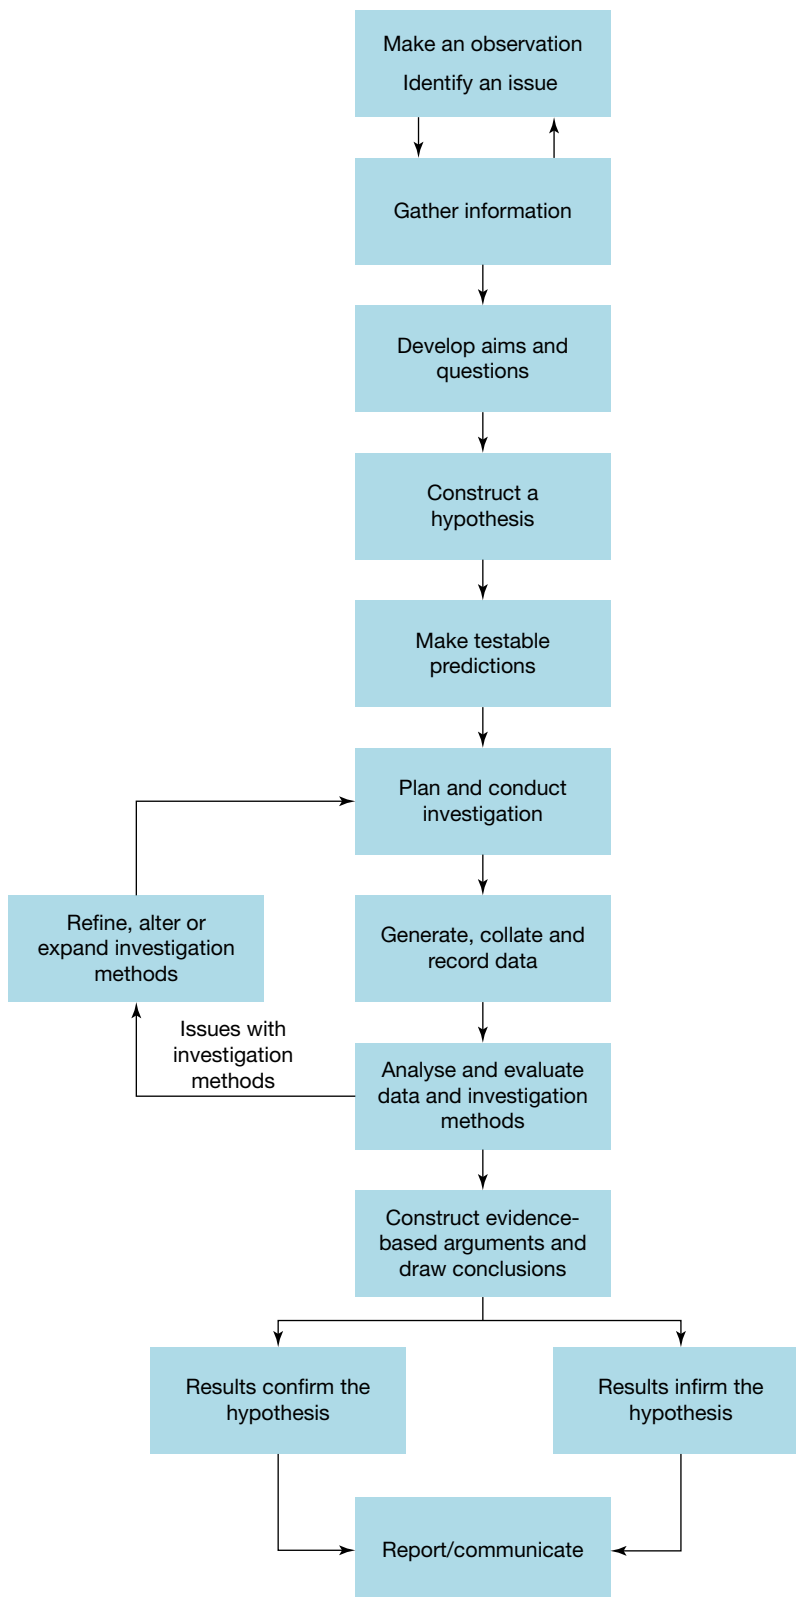 Make an observation
Identify an issue
Gather information
Develop aims and
questions
Construct a
hypothesis
Make testable
predictions
Plan and conduct
investigation
Refine, alter or
expand investigation
methods
Generate, collate and
record data
Issues with
investigation
methods
Analyse and evaluate
data and investigation
methods
Construct evidence-
based arguments and
draw conclusions
Results confirm the
hypothesis
Results infirm the
hypothesis
Report/communicate